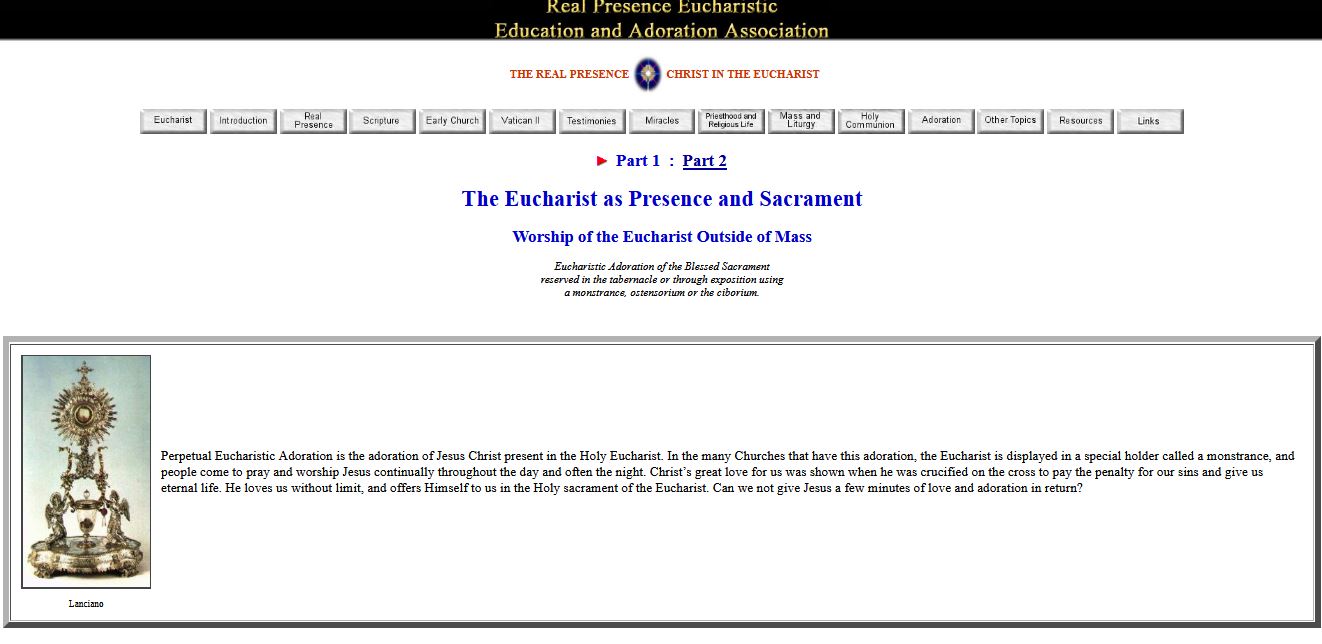 Real Presence Eucharistic
Education and Adoration Association
THE REAL PRESENCE CHRIST IN THE EUCHARIST
Eucharist Introduction Real Presence Scripture Early Church Vatican II Testimonies Miracles Priesthood and Religious Life Mass and Liturgy Holy Communion Adoration Other Topics Resources Links
Part 1 : Part 2
The Eucharist as Presence and Sacrament
Worship of the Eucharist Outside of Mass
Eucharistic Adoration of the Blessed Sacrament
reserved in the tabernacle or through exposition using
a monstrance, ostensorium or the ciborium.
Perpetual Eucharistic Adoration is the adoration of Jesus Christ present in the Holy Eucharist. In the many Churches that have this adoration, the Eucharist is displayed in a special holder called a monstrance, and
people come to pray and worship Jesus continually throughout the day and often the night. Christ's great love for us was shown when he was crucified on the cross to pay the penalty for our sins and give us
eternal life. He loves us without limit, and offers Himself to us in the Holy sacrament of the Eucharist. Can we not give Jesus a few minutes of love and adoration in return?
Lanciano